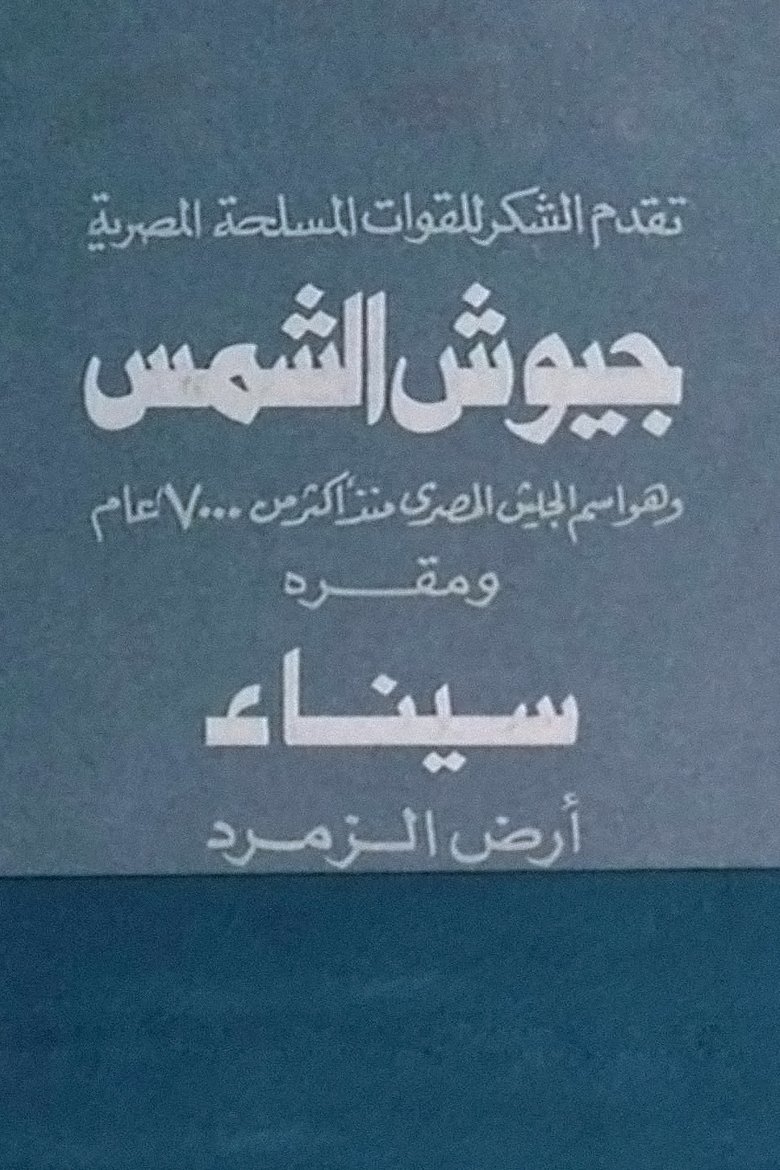 تقدم الشكر للقوات المسلحة المصرية
جيوش الشمس
وهو اسم الجيش المصرى منذ أكثر من ٧٠٠٠ عام
ومقره
سيناء
أرض الزمرد